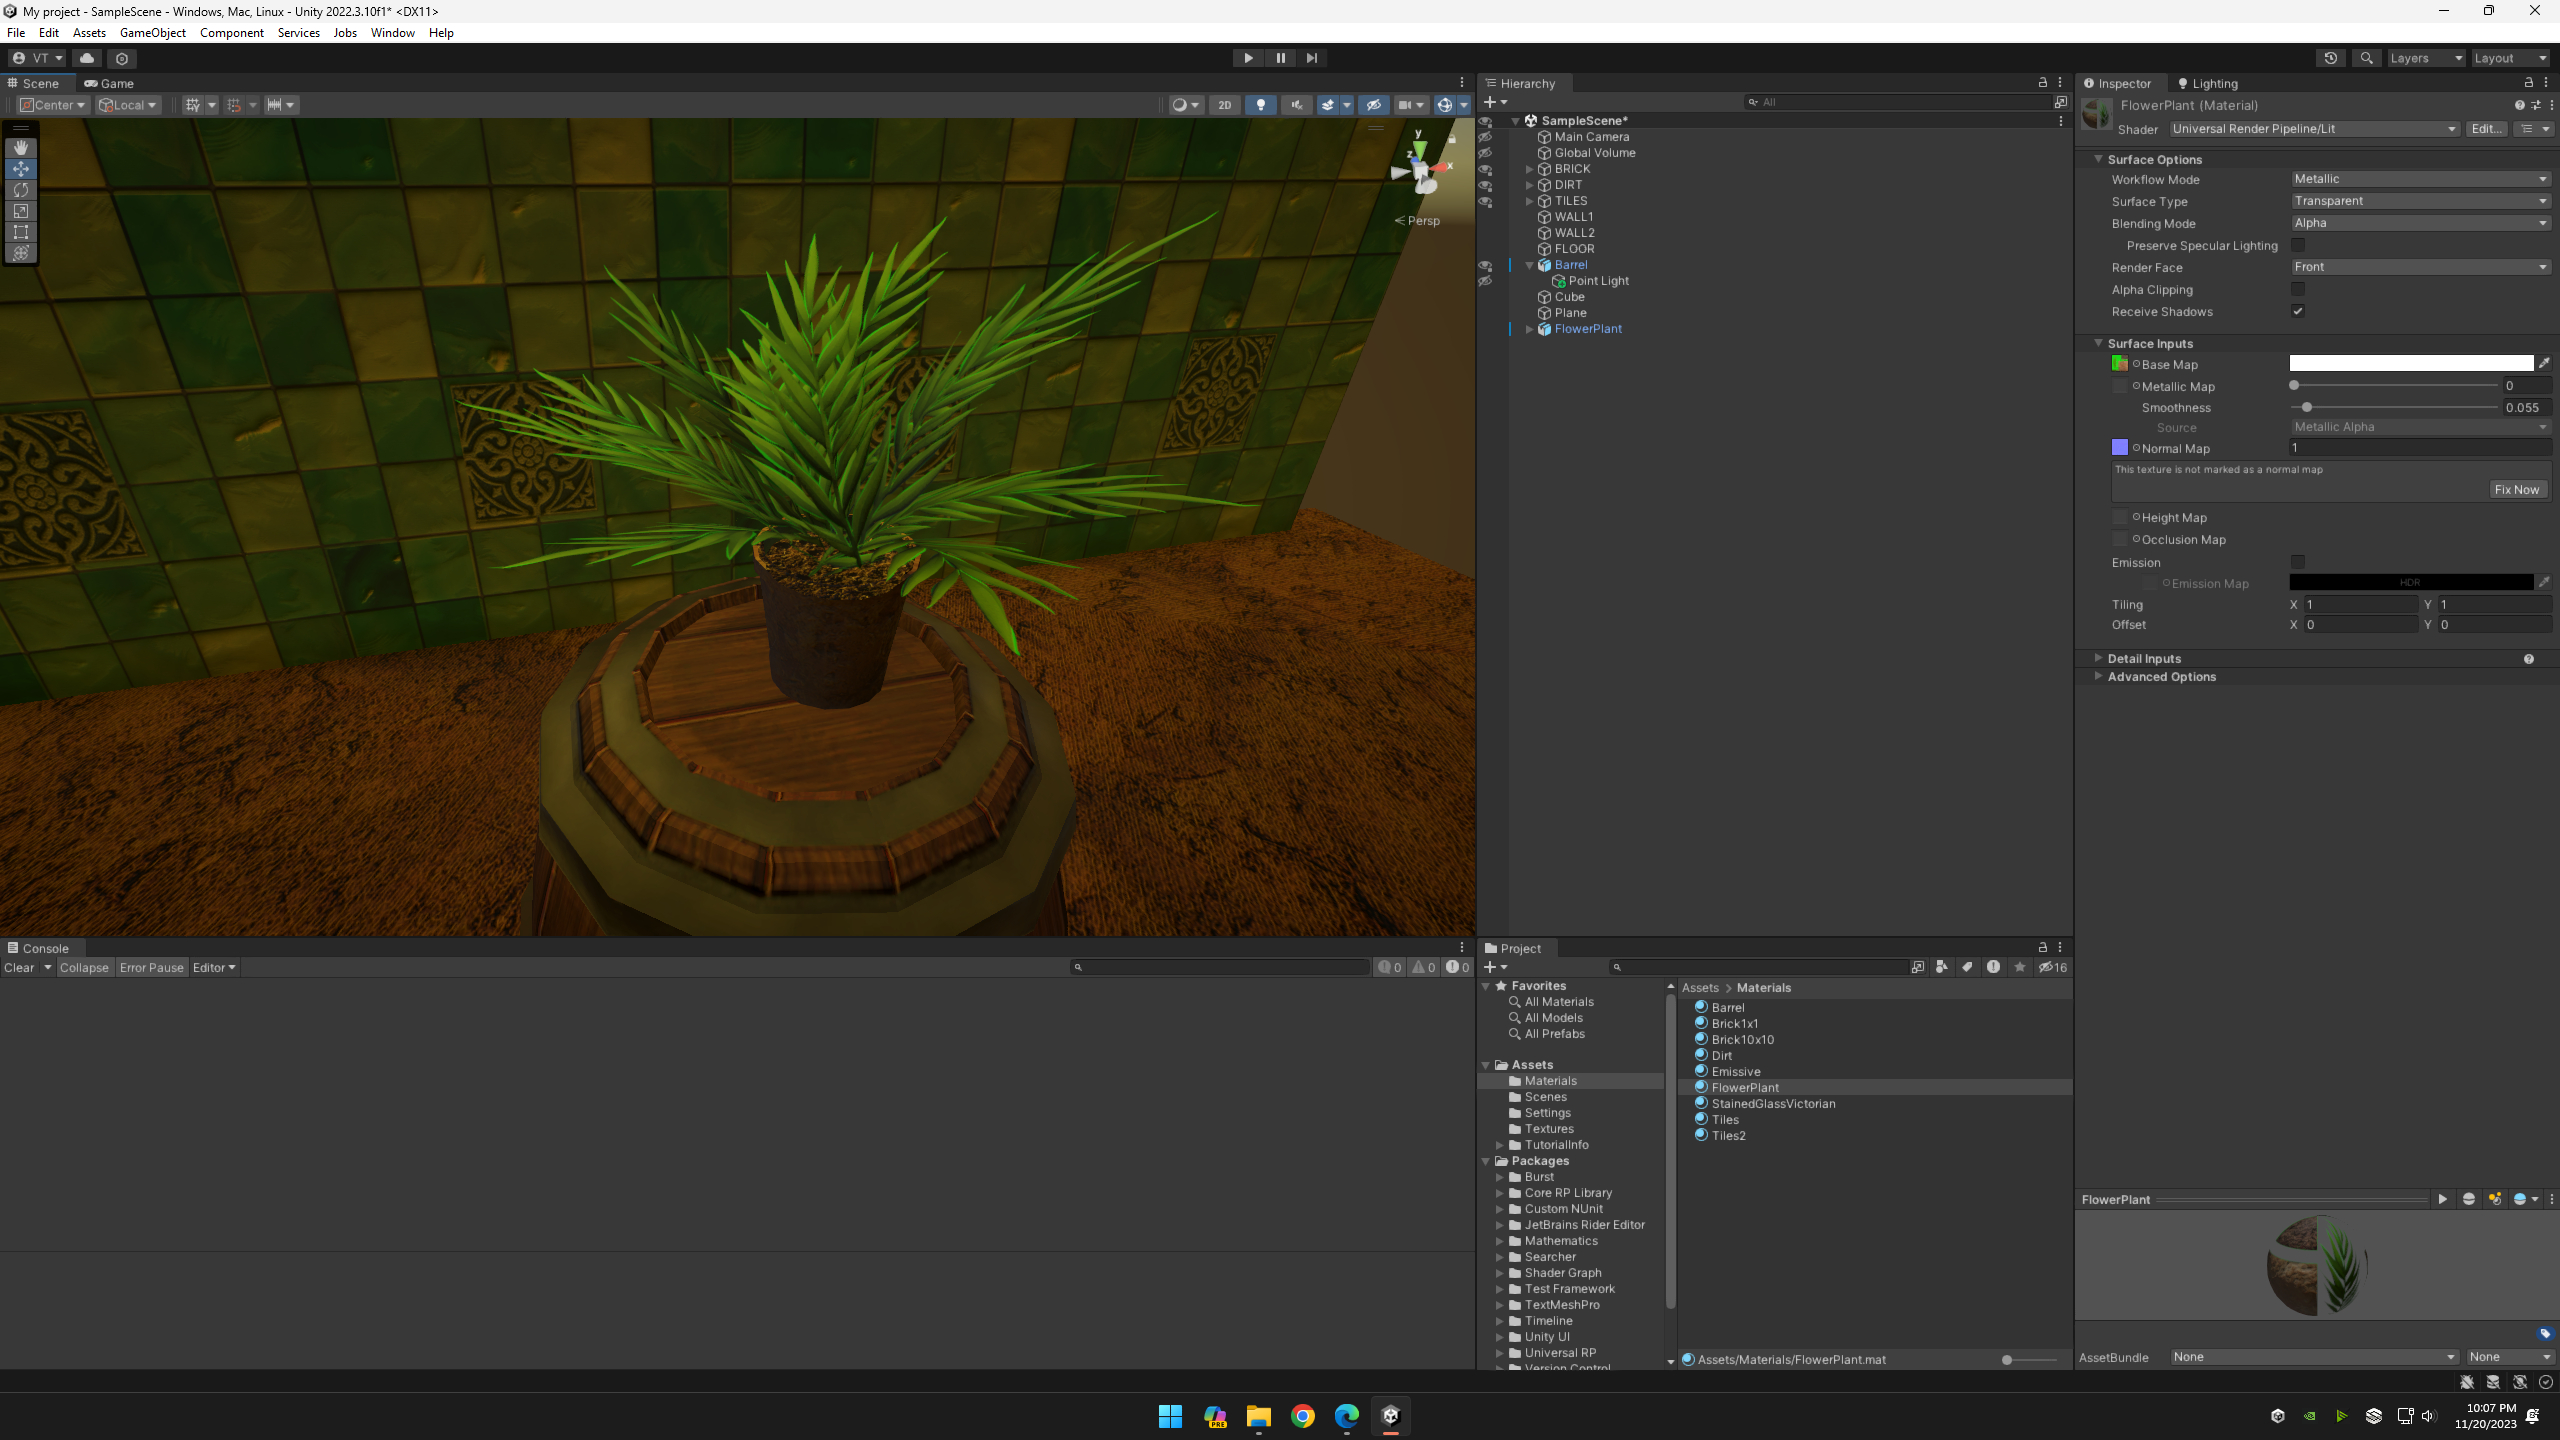 My project - SampleScene - Windows, Mac, Linux - Unity 2022.3.10f1* <DX11>
File Edit Assets GameObject Component Services Jobs Window Help
VT
Layers Layout
Scene Game
Center Local
2D
y
z
x
Persp
Console
Clear Collapse Error Pause Editor
0 0 0
Hierarchy
All
SampleScene*
Main Camera
Global Volume
BRICK
DIRT
TILES
WALL1
WALL2
FLOOR
Barrel
Point Light
Cube
Plane
FlowerPlant
Project
16
Favorites
All Materials
All Models
All Prefabs
Assets
Materials
Scenes
Settings
Textures
TutorialInfo
Packages
Burst
Core RP Library
Custom NUnit
JetBrains Rider Editor
Mathematics
Searcher
Shader Graph
Test Framework
TextMeshPro
Timeline
Unity UI
Universal RP
Version Control
Assets > Materials
Barrel
Brick1x1
Brick10x10
Dirt
Emissive
FlowerPlant
StainedGlassVictorian
Tiles
Tiles2
Assets/Materials/FlowerPlant.mat
Inspector Lighting
FlowerPlant (Material)
Shader Universal Render Pipeline/Lit Edit...
Surface Options
Workflow Mode Metallic
Surface Type Transparent
Blending Mode Alpha
Preserve Specular Lighting
Render Face Front
Alpha Clipping
Receive Shadows
Surface Inputs
Base Map
Metallic Map 0
Smoothness 0.055
Source Metallic Alpha
Normal Map 1
This texture is not marked as a normal map
Fix Now
Height Map
Occlusion Map
Emission
Emission Map HDR
Tiling X 1 Y 1
Offset X 0 Y 0
Detail Inputs
Advanced Options
FlowerPlant
AssetBundle None None
PRE
10:07 PM
11/20/2023